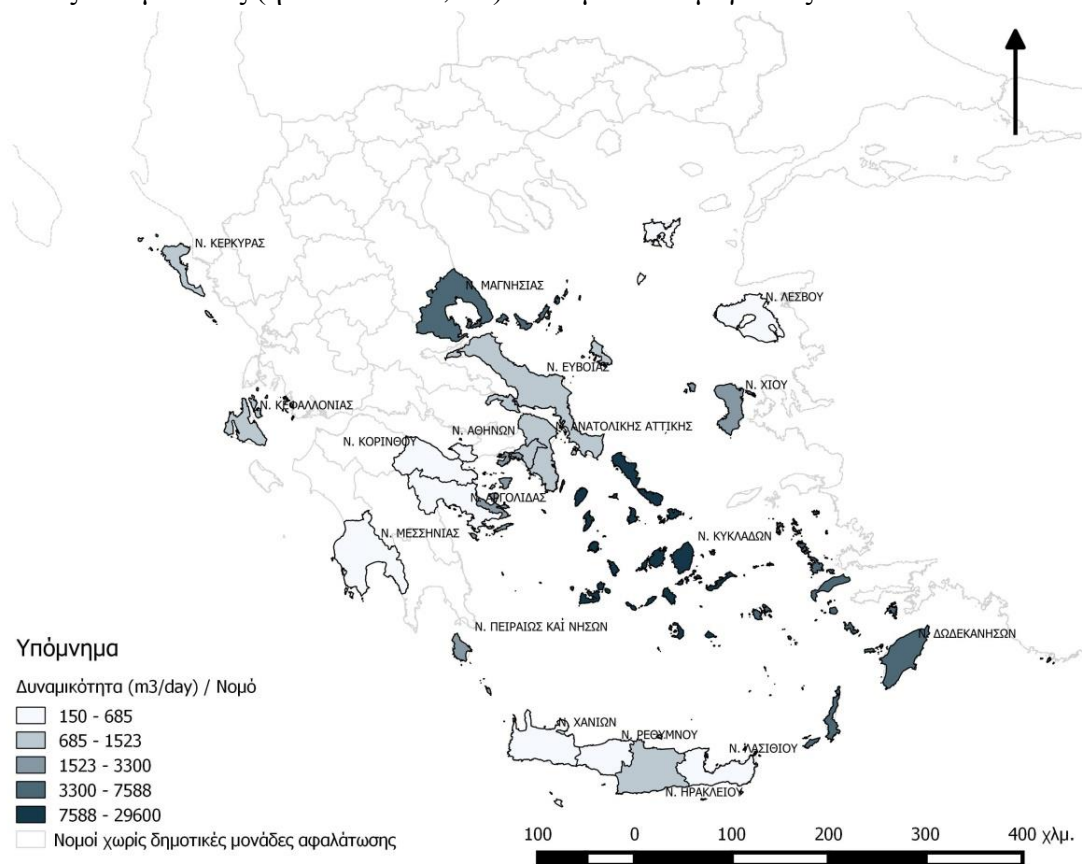 Ν. ΚΕΡΚΥΡΑΣ
Ν. ΜΑΓΝΗΣΙΑΣ
Ν. ΛΕΣΒΟΥ
Ν. ΕΥΒΟΙΑΣ
Ν. ΧΙΟΥ
Ν. ΚΕΦΑΛΛΟΝΙΑΣ
Ν. ΑΘΗΝΩΝ
Ν. ΑΝΑΤΟΛΙΚΗΣ ΑΤΤΙΚΗΣ
Ν. ΚΟΡΙΝΘΟΥ
Ν. ΑΡΓΟΛΙΔΑΣ
Ν. ΜΕΣΣΗΝΙΑΣ
Ν. ΚΥΚΛΑΔΩΝ
Ν. ΠΕΙΡΑΙΩΣ ΚΑΙ ΝΗΣΩΝ
Ν. ΔΩΔΕΚΑΝΗΣΩΝ
Υπόμνημα
Δυναμικότητα (m3/day) / Νομό
150 - 685
685 - 1523
1523 - 3300
3300 - 7588
7588 - 29600
Νομοί χωρίς δημοτικές μονάδες αφαλάτωσης
Ν. ΧΑΝΙΩΝ
Ν. ΡΕΘΥΜΝΟΥ
Ν. ΛΑΣΙΘΙΟΥ
Ν. ΗΡΑΚΛΕΙΟΥ
100 0 100 200 300 400 χλμ.